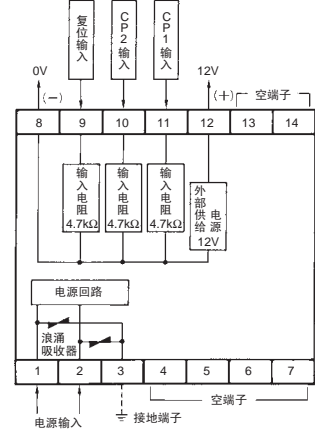 复位输入
CP2输入
CP1输入
0V
12V
(—)
(+)
空端子
8 9 10 11 12 13 14
输入电阻 4.7kΩ
输入电阻 4.7kΩ
输入电阻 4.7kΩ
外部供给电源 12V
电源回路
浪涌
吸收器
1 2 3 4 5 6 7
电源输入
接地端子
空端子